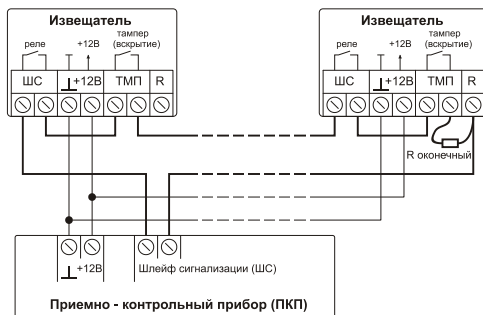 Извещатель Извещатель
реле +12В тампер (вскрытие) реле +12В тампер (вскрытие)
ШС +12В ТМП R ШС +12В ТМП R
R оконечный
+12В Шлейф сигнализации (ШС)
Приемно - контрольный прибор (ПКП)